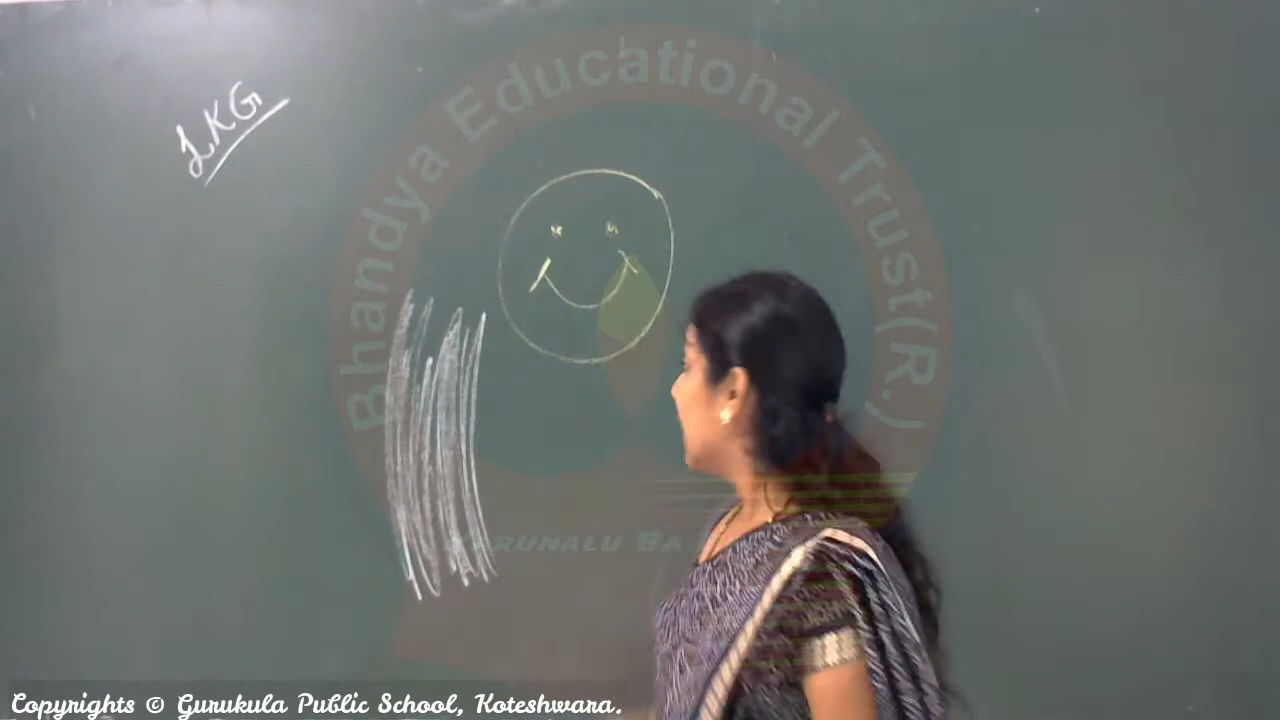 LKG
Bhandya Educational Trust(R.)
Copyrights © Gurukula Public School, Koteshwara.